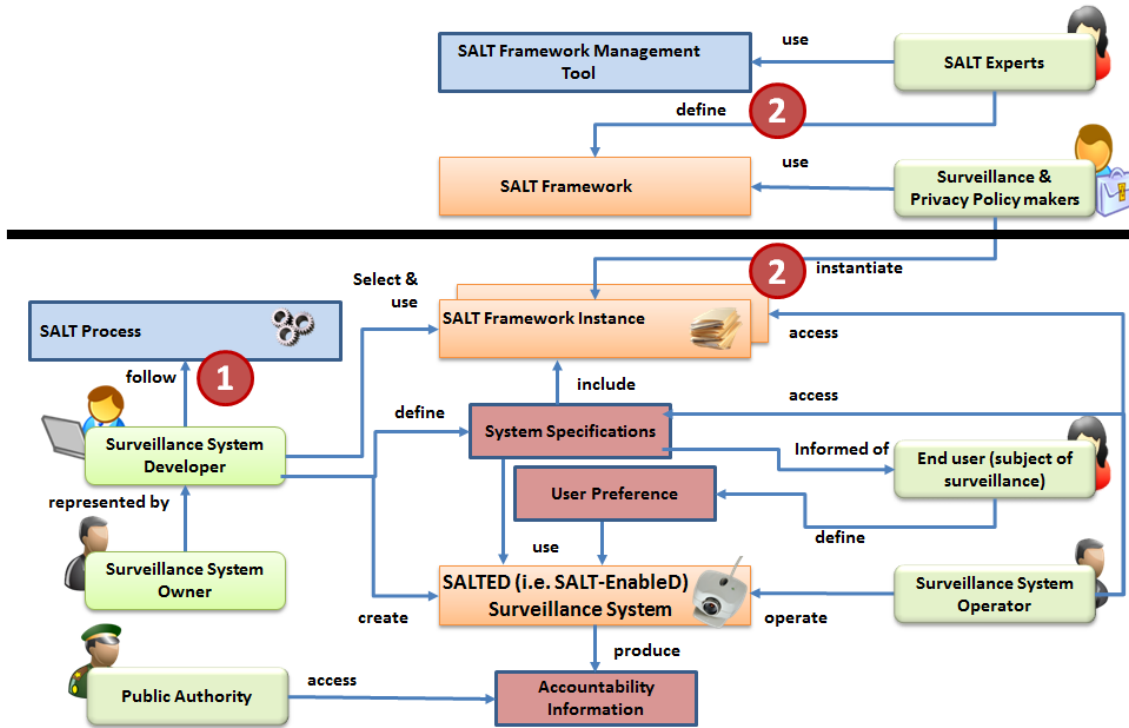 SALT Framework Management
Tool
use
SALT Experts
define
2
SALT Framework
use
Surveillance &
Privacy Policy makers
2
instantiate
Select &
use
SALT Process
SALT Framework Instance
access
follow
1
include
access
define
Surveillance System
Developer
System Specifications
Informed of
End user (subject of
surveillance)
represented by
User Preference
define
use
Surveillance System
Owner
SALTED (i.e. SALT-EnableD)
Surveillance System
Surveillance System
Operator
create
operate
produce
Public Authority
access
Accountability
Information